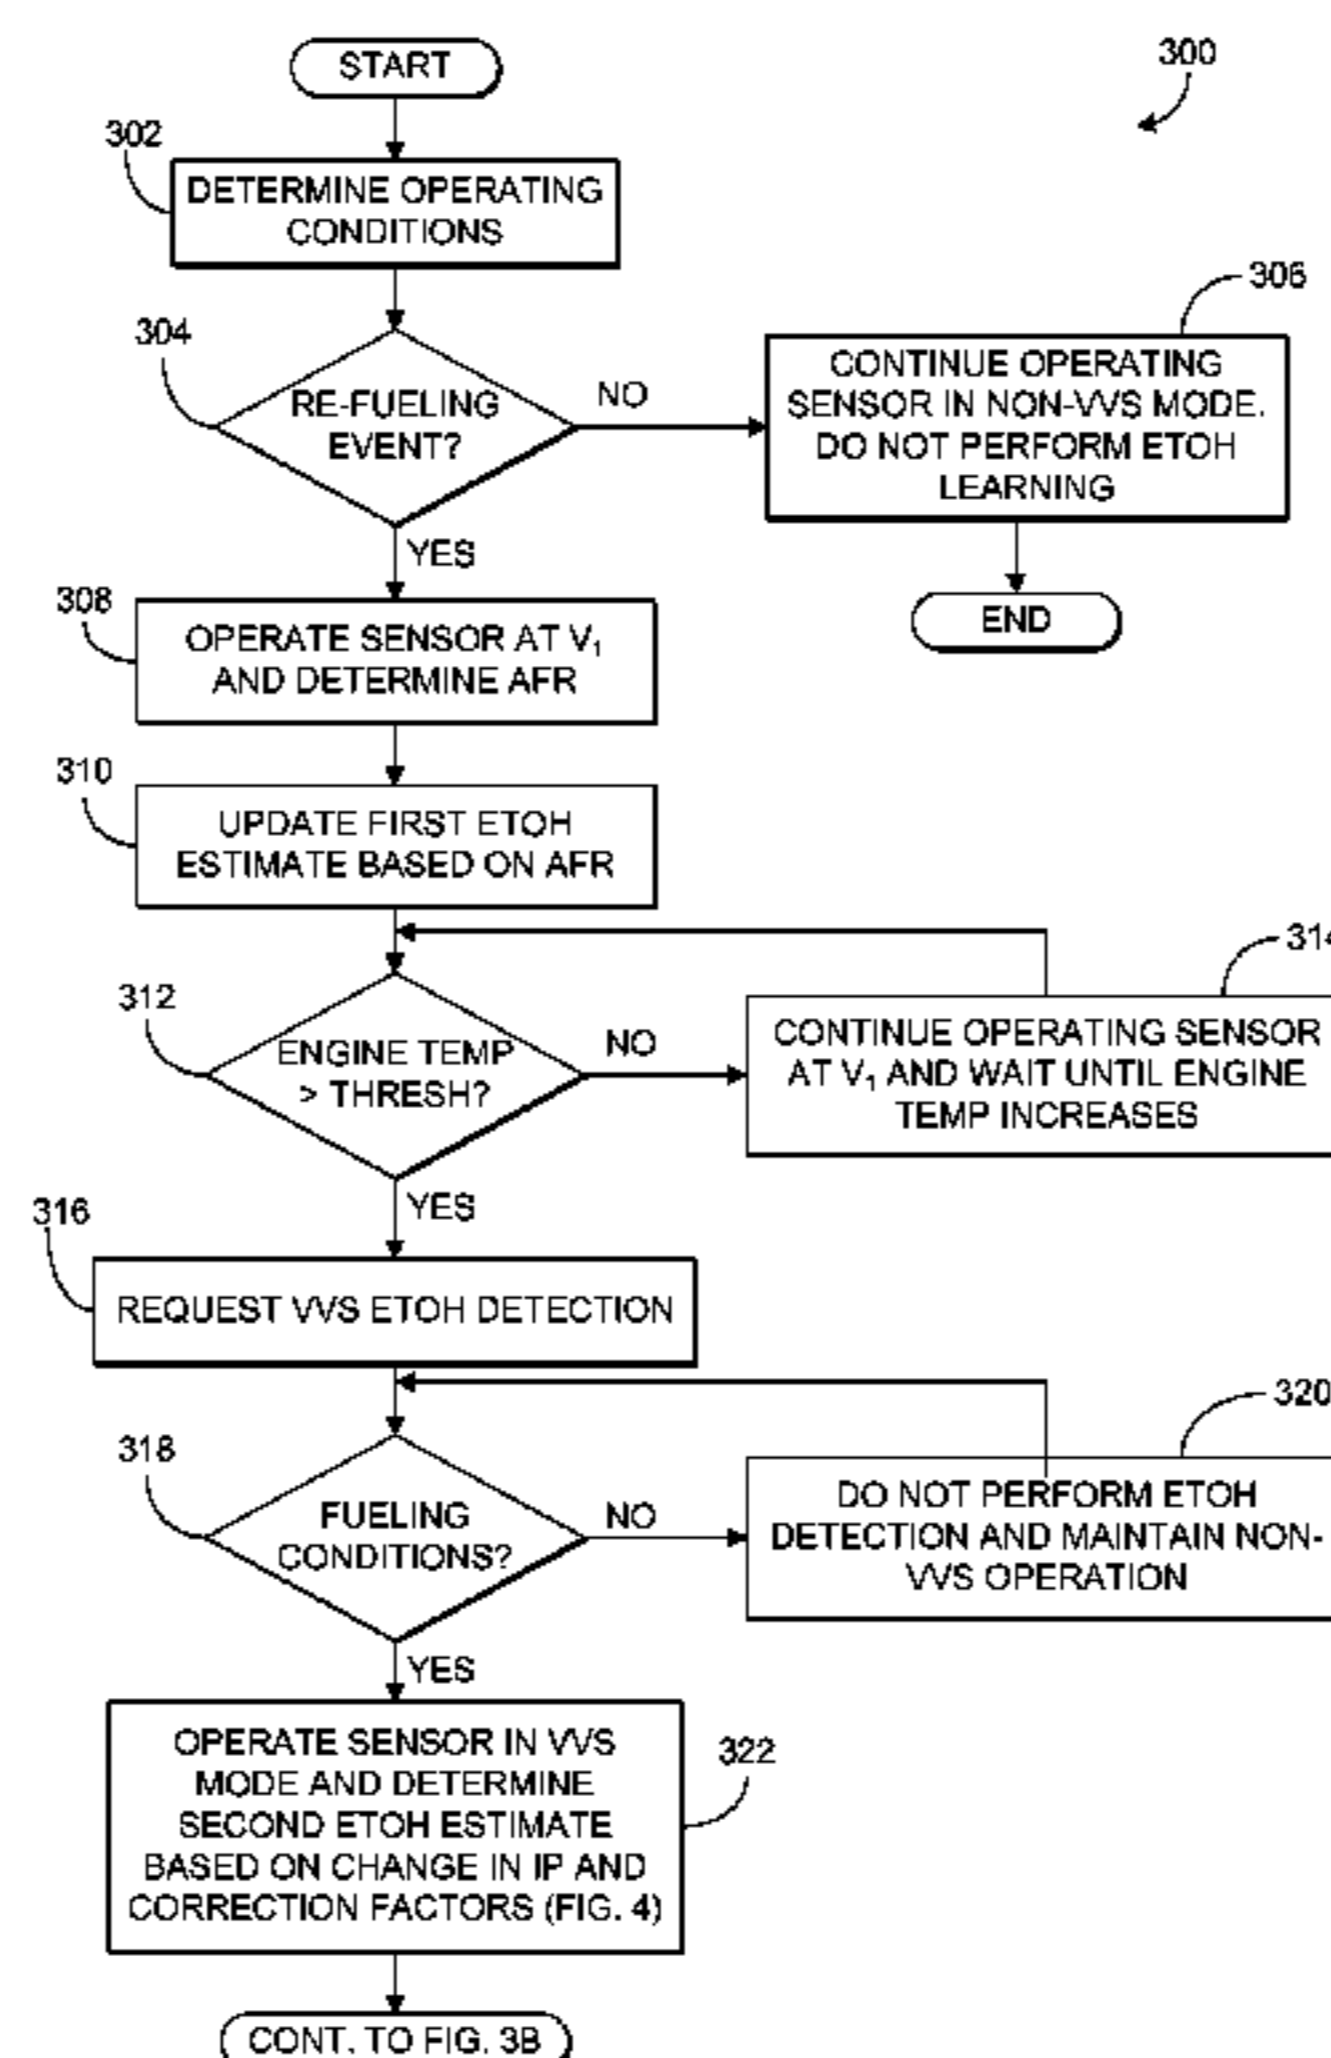 START
300
302
DETERMINE OPERATING
CONDITIONS
304
RE-FUELING
EVENT?
NO
306
CONTINUE OPERATING
SENSOR IN NON-VVS MODE.
DO NOT PERFORM ETOH
LEARNING
YES
END
308
OPERATE SENSOR AT V₁
AND DETERMINE AFR
310
UPDATE FIRST ETOH
ESTIMATE BASED ON AFR
312
ENGINE TEMP
> THRESH?
NO
314
CONTINUE OPERATING SENSOR
AT V₁ AND WAIT UNTIL ENGINE
TEMP INCREASES
YES
316
REQUEST VVS ETOH DETECTION
318
FUELING
CONDITIONS?
NO
320
DO NOT PERFORM ETOH
DETECTION AND MAINTAIN NON-
VVS OPERATION
YES
322
OPERATE SENSOR IN VVS
MODE AND DETERMINE
SECOND ETOH ESTIMATE
BASED ON CHANGE IN IP AND
CORRECTION FACTORS (FIG. 4)
CONT. TO FIG. 3B